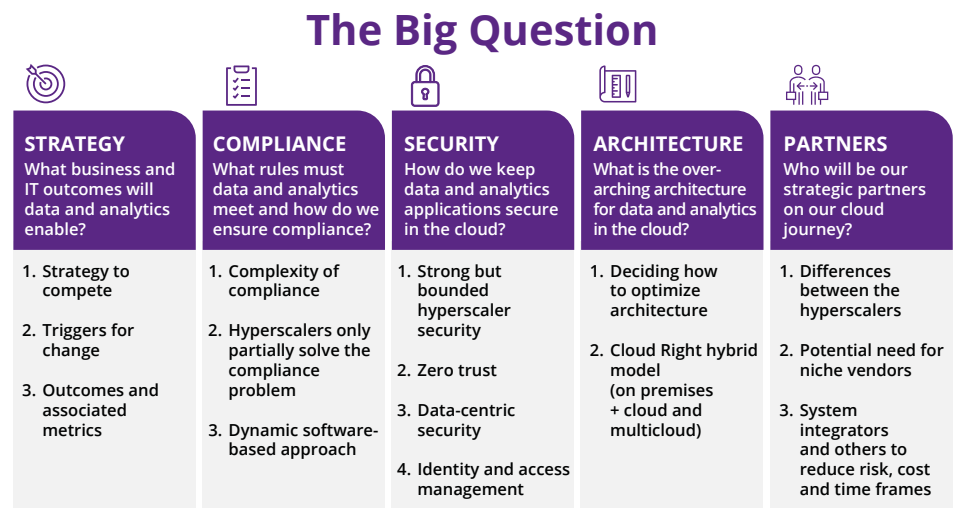 The Big Question
STRATEGY
What business and
IT outcomes will
data and analytics
enable?
1. Strategy to
compete
2. Triggers for
change
3. Outcomes and
associated
metrics
COMPLIANCE
What rules must
data and analytics
meet and how do we
ensure compliance?
1. Complexity of
compliance
2. Hyperscalers only
partially solve the
compliance
problem
3. Dynamic software-
based approach
SECURITY
How do we keep
data and analytics
applications secure
in the cloud?
1. Strong but
bounded
hyperscaler
security
2. Zero trust
3. Data-centric
security
4. Identity and access
management
ARCHITECTURE
What is the over-
arching architecture
for data and analytics
in the cloud?
1. Deciding how
to optimize
architecture
2. Cloud Right hybrid
model
(on premises
+ cloud and
multicloud)
PARTNERS
Who will be our
strategic partners
on our cloud
journey?
1. Differences
between the
hyperscalers
2. Potential need for
niche vendors
3. System
integrators
and others to
reduce risk, cost
and time frames